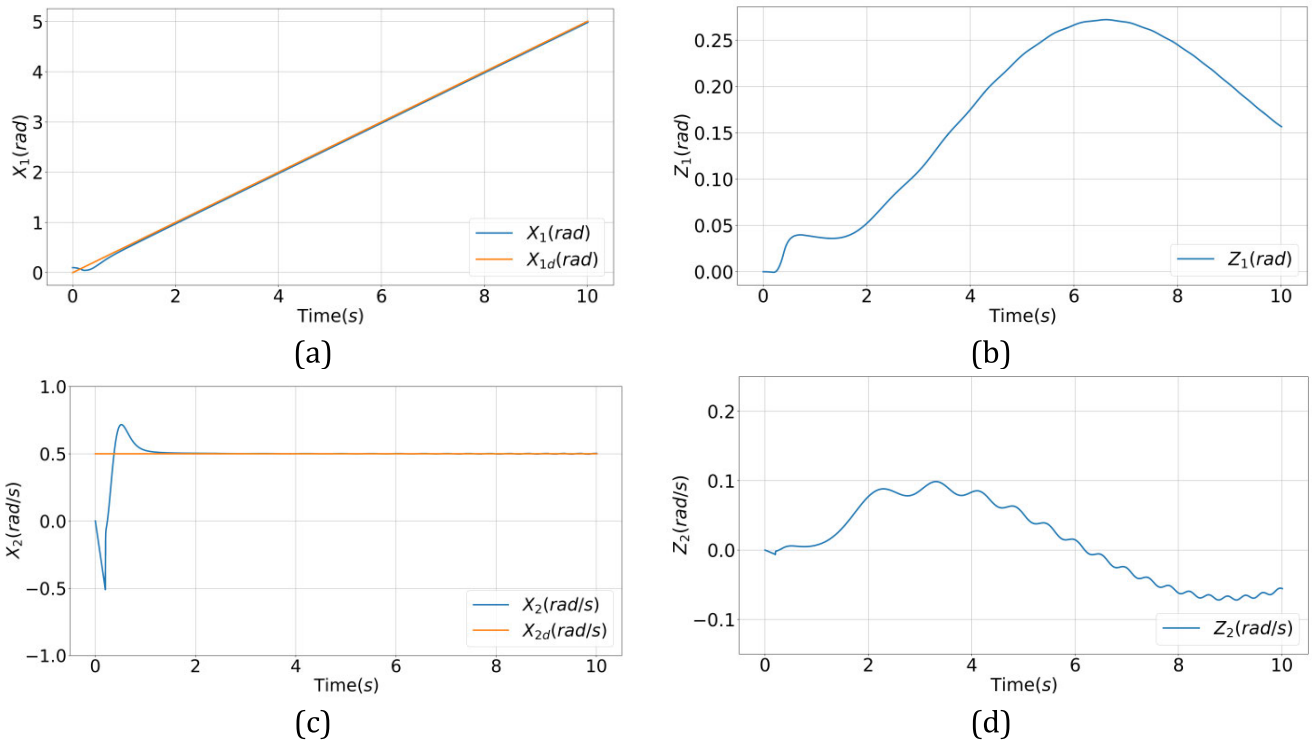 5
4
3
2
1
0
X₁(rad)
X₁(rad)
X₁d(rad)
0 2 4 6 8 10
Time(s)
(a)
0.25
0.20
0.15
0.10
0.05
0.00
Z₁(rad)
Z₁(rad)
0 2 4 6 8 10
Time(s)
(b)
1.0
0.5
0.0
−0.5
−1.0
X₂(rad/s)
X₂(rad/s)
X₂d(rad/s)
0 2 4 6 8 10
Time(s)
(c)
0.2
0.1
0.0
−0.1
Z₂(rad/s)
Z₂(rad/s)
0 2 4 6 8 10
Time(s)
(d)